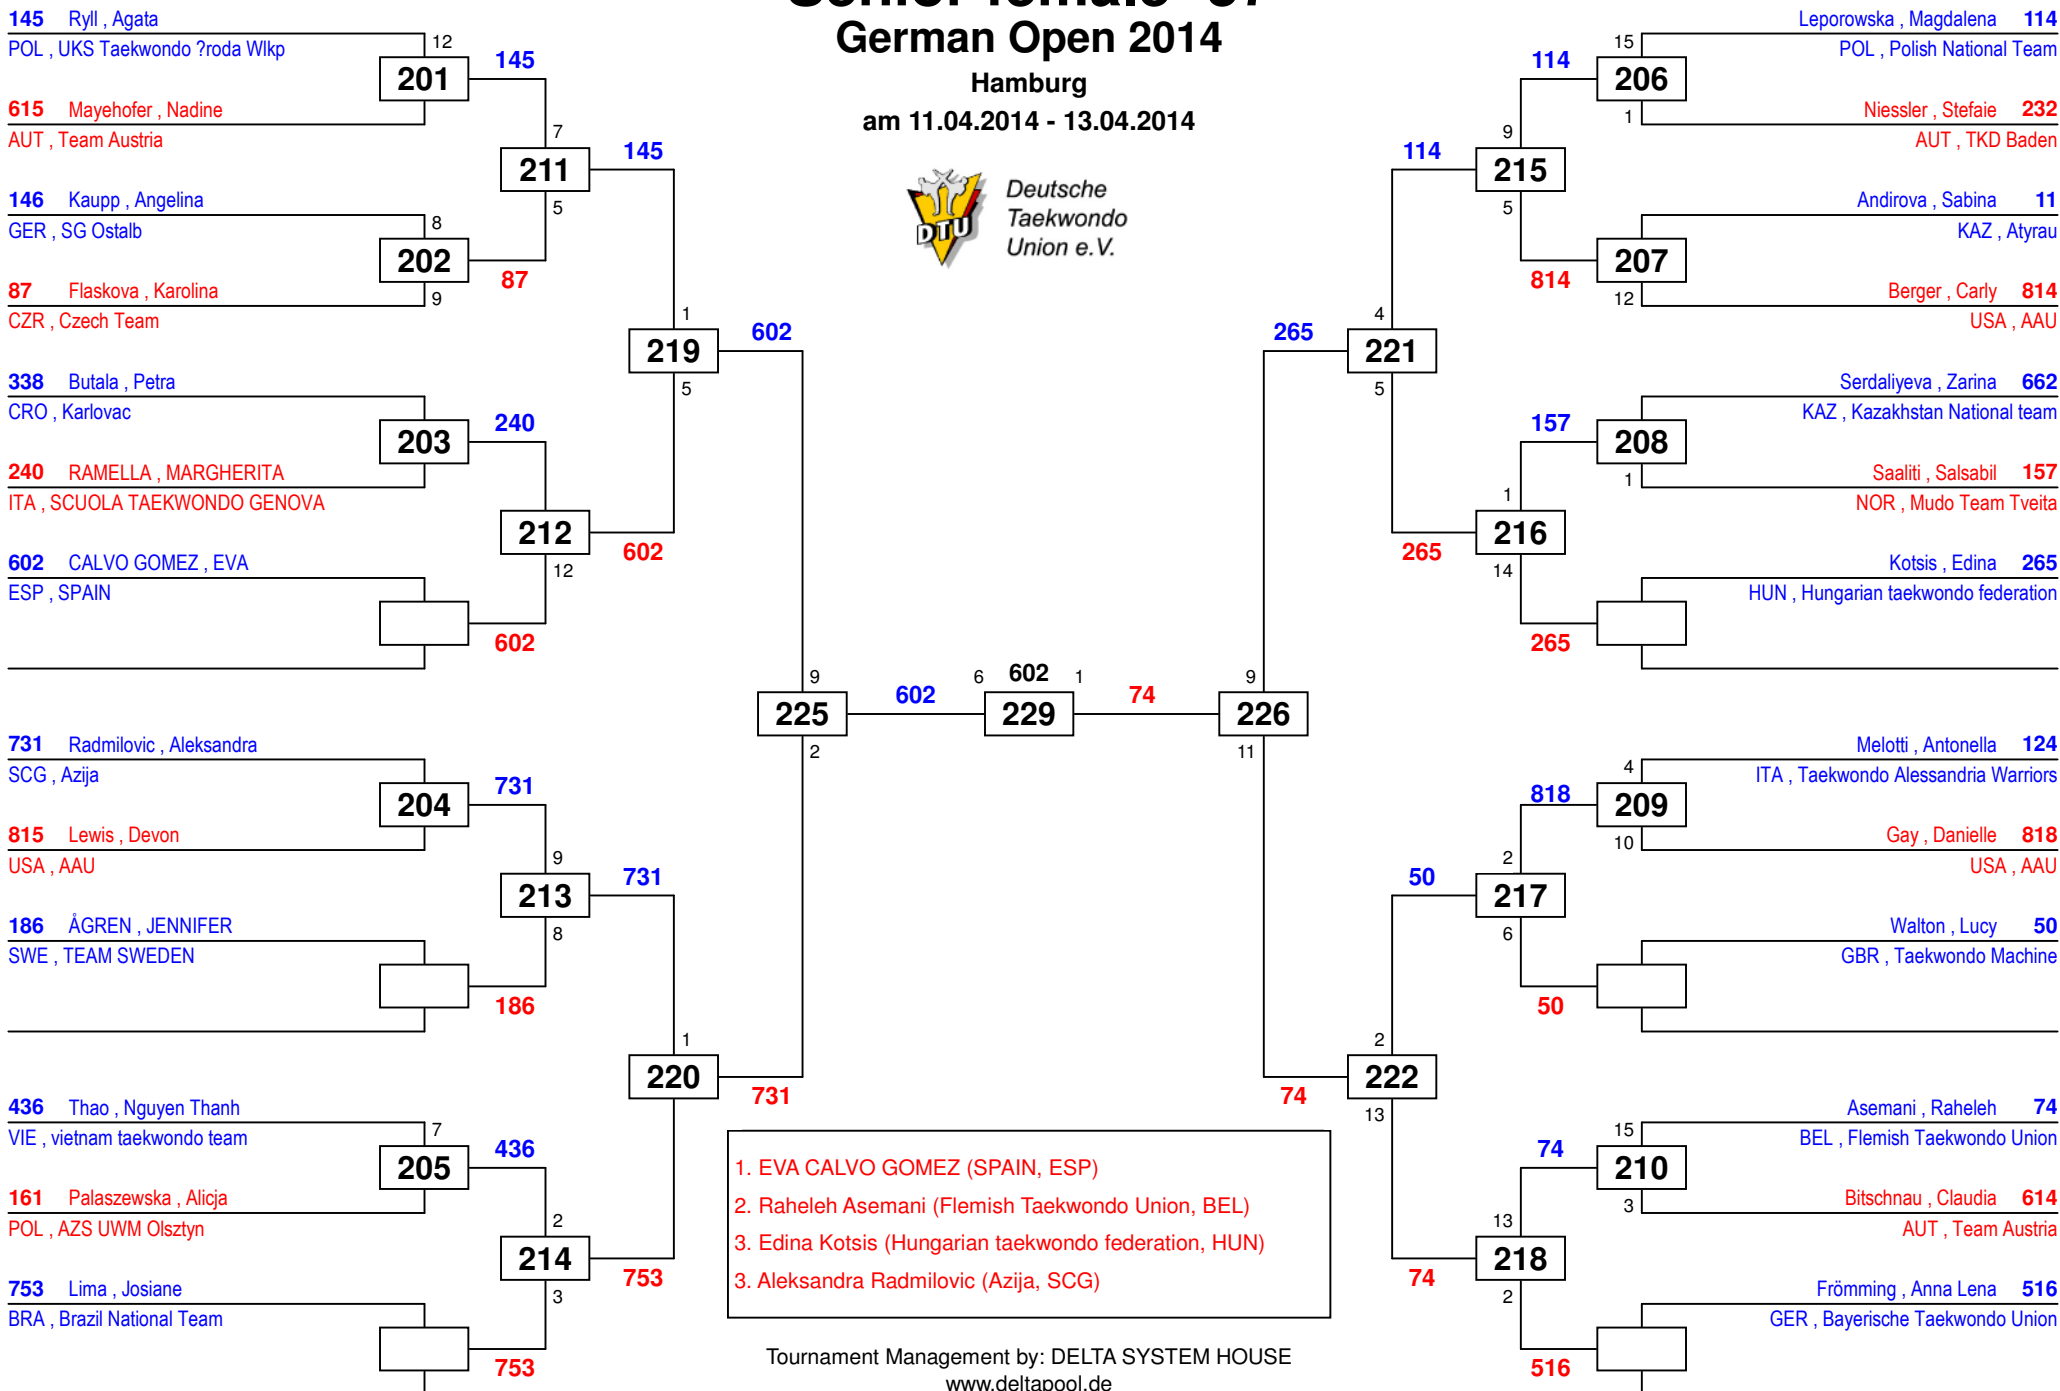 German Open 2014
Hamburg
am 11.04.2014 - 13.04.2014
DTU
Deutsche
Taekwondo
Union e.V.
145 Ryll , Agata
POL , UKS Taekwondo ?roda Wlkp
12
201
145
615 Mayehofer , Nadine
AUT , Team Austria
7
211
145
5
146 Kaupp , Angelina
GER , SG Ostalb
8
202
87
9
87 Flaskova , Karolina
CZR , Czech Team
1
219
602
5
338 Butala , Petra
CRO , Karlovac
203
240
240 RAMELLA , MARGHERITA
ITA , SCUOLA TAEKWONDO GENOVA
212
602
12
602 CALVO GOMEZ , EVA
ESP , SPAIN
602
9
225
602
2
731 Radmilovic , Aleksandra
SCG , Azija
204
731
815 Lewis , Devon
USA , AAU
9
213
731
8
186 ÅGREN , JENNIFER
SWE , TEAM SWEDEN
186
1
220
731
436 Thao , Nguyen Thanh
VIE , vietnam taekwondo team
7
205
436
161 Palaszewska , Alicja
POL , AZS UWM Olsztyn
2
214
753
3
753 Lima , Josiane
BRA , Brazil National Team
753
6 602 1
229
74
Leporowska , Magdalena 114
POL , Polish National Team
15
114
206
1
Niessler , Stefaie 232
AUT , TKD Baden
9
114
215
5
Andirova , Sabina 11
KAZ , Atyrau
814
207
12
Berger , Carly 814
USA , AAU
4
265
221
5
Serdaliyeva , Zarina 662
KAZ , Kazakhstan National team
157
208
1
Saaliti , Salsabil 157
NOR , Mudo Team Tveita
1
265
216
14
Kotsis , Edina 265
HUN , Hungarian taekwondo federation
265
9
226
11
Melotti , Antonella 124
ITA , Taekwondo Alessandria Warriors
4
818
209
10
Gay , Danielle 818
USA , AAU
2
50
217
6
Walton , Lucy 50
GBR , Taekwondo Machine
50
2
74
222
13
Asemani , Raheleh 74
BEL , Flemish Taekwondo Union
15
74
210
3
Bitschnau , Claudia 614
AUT , Team Austria
13
74
218
2
Frömming , Anna Lena 516
GER , Bayerische Taekwondo Union
516
1. EVA CALVO GOMEZ (SPAIN, ESP)
2. Raheleh Asemani (Flemish Taekwondo Union, BEL)
3. Edina Kotsis (Hungarian taekwondo federation, HUN)
3. Aleksandra Radmilovic (Azija, SCG)
Tournament Management by: DELTA SYSTEM HOUSE
www.deltapool.de